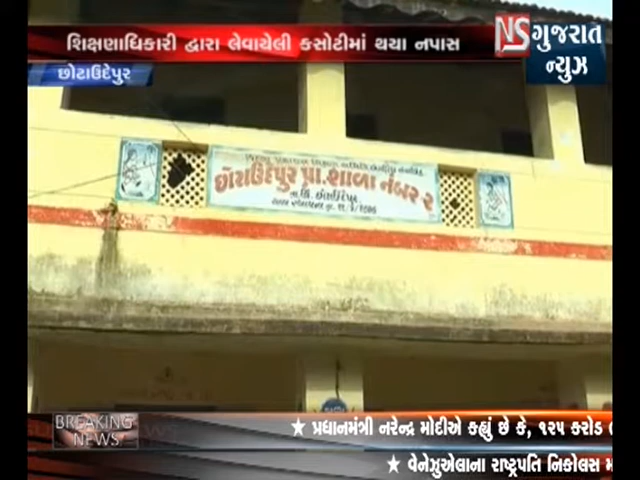 શિક્ષણાધિકારી દ્વારા લેવાયેલી કસોટીમાં થયા નપાસ
NS ગુજરાત
ન્યુઝ
છોટાઉદેપુર
છોટાઉદેપુર પ્રા.શાળા નંબર ૨
BREAKING
NEWS
★ પ્રધાનમંત્રી નરેન્દ્ર મોદીએ કહ્યું છે કે, ૧૨૫ કરોડ
★ વેનેઝુએલાના રાષ્ટ્રપતિ નિકોલસ